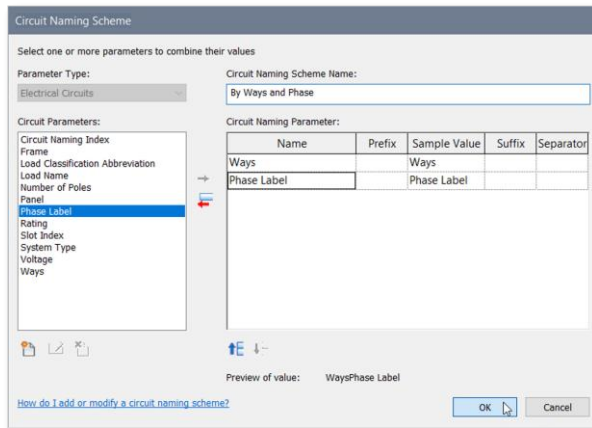 Circuit Naming Scheme
Select one or more parameters to combine their values
Parameter Type:
Electrical Circuits
Circuit Naming Scheme Name:
By Ways and Phase
Circuit Parameters:
Circuit Naming Index
Frame
Load Classification Abbreviation
Load Name
Number of Poles
Panel
Phase Label
Rating
Slot Index
System Type
Voltage
Ways
Circuit Naming Parameter:
Name Prefix Sample Value Suffix Separator
Ways Ways
Phase Label Phase Label
Preview of value: WaysPhase Label
How do I add or modify a circuit naming scheme?
OK Cancel